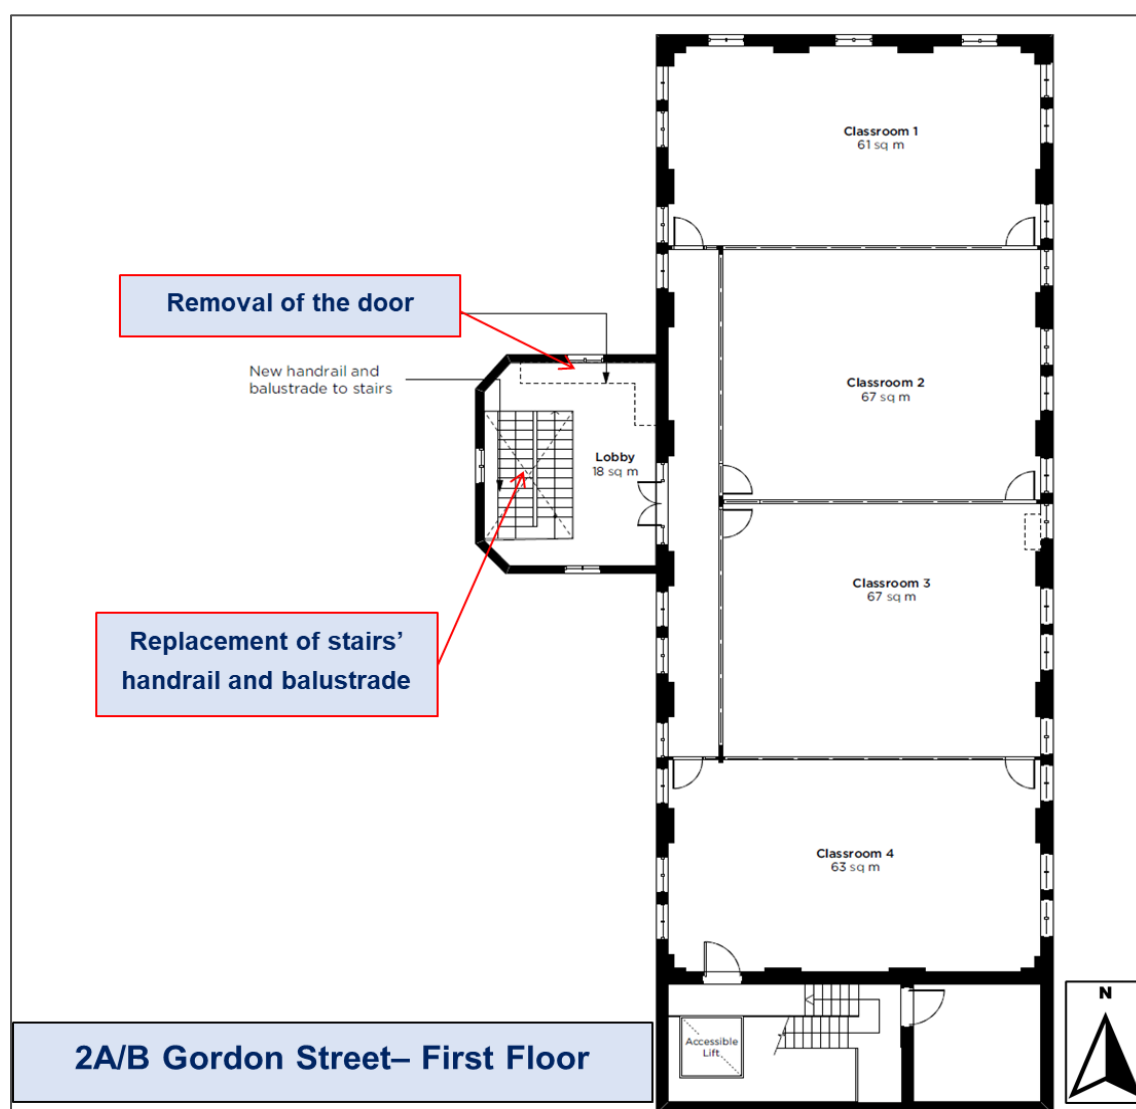 Classroom 1
61 sq m
Removal of the door
New handrail and
balustrade to stairs
Classroom 2
67 sq m
Lobby
18 sq m
Classroom 3
67 sq m
Replacement of stairs’
handrail and balustrade
Classroom 4
63 sq m
N
Accessible
Lift
2A/B Gordon Street– First Floor